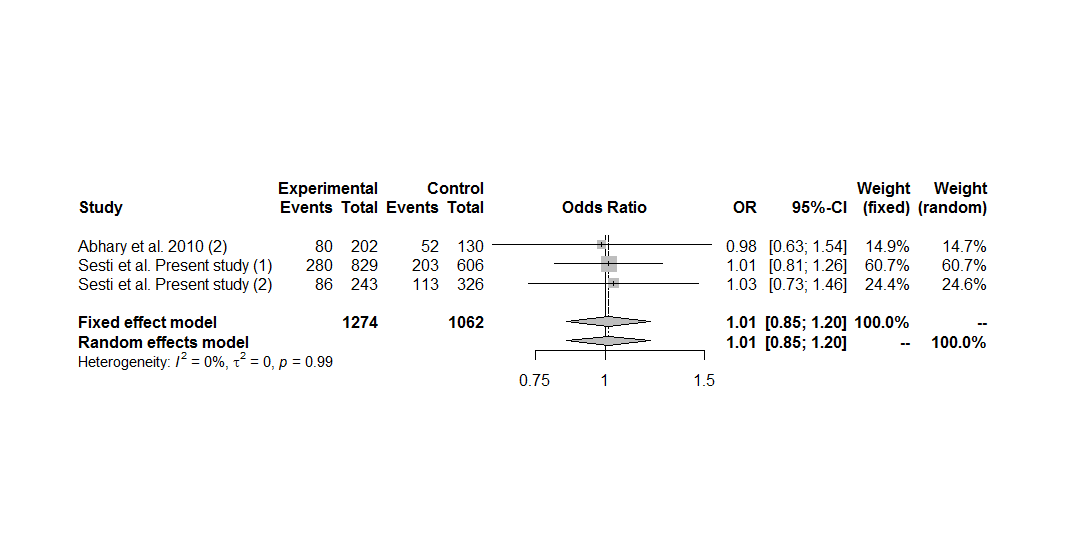 Experimental Control Weight Weight
Study Events Total Events Total Odds Ratio OR 95%-CI (fixed) (random)
Abhary et al. 2010 (2) 80 202 52 130 0.98 [0.63; 1.54] 14.9% 14.7%
Sesti et al. Present study (1) 280 829 203 606 1.01 [0.81; 1.26] 60.7% 60.7%
Sesti et al. Present study (2) 86 243 113 326 1.03 [0.73; 1.46] 24.4% 24.6%
Fixed effect model 1274 1062 1.01 [0.85; 1.20] 100.0% --
Random effects model 1.01 [0.85; 1.20] -- 100.0%
Heterogeneity: I² = 0%, τ² = 0, p = 0.99
0.75 1 1.5